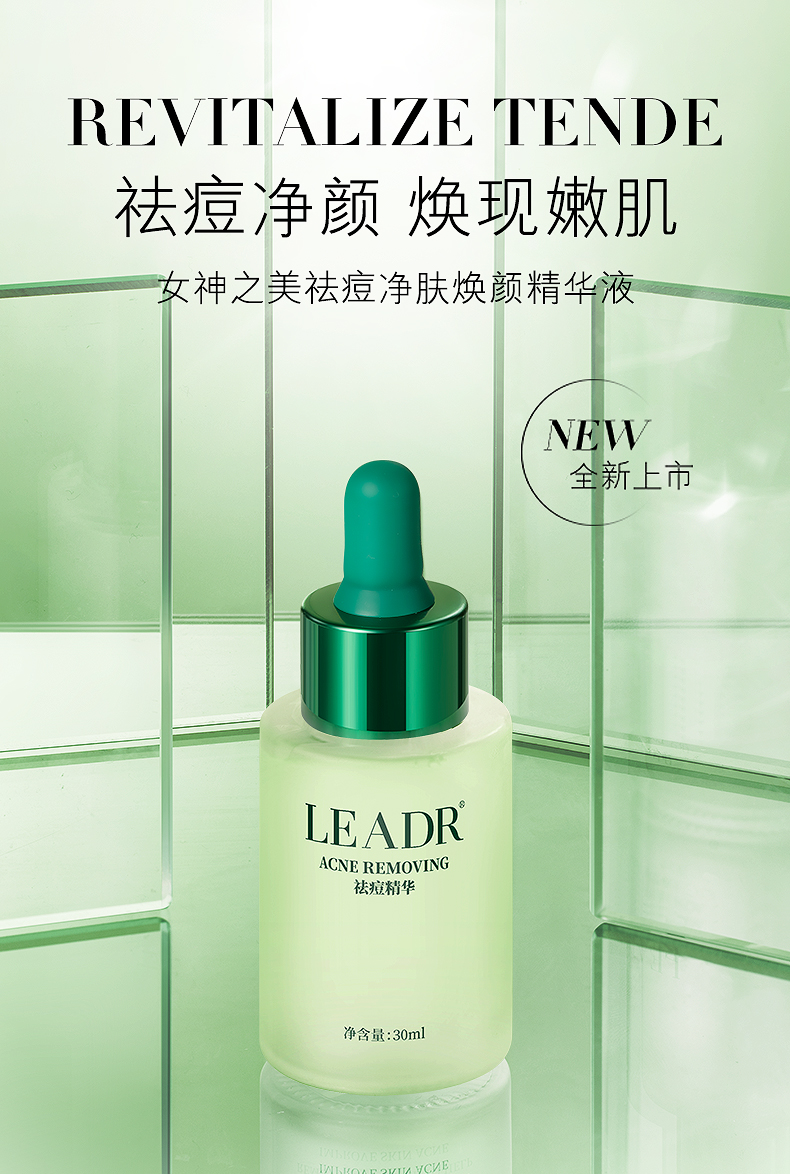 REVITALIZE TENDE
祛痘净颜 焕现嫩肌
女神之美祛痘净肤焕颜精华液
NEW
全新上市
LEADR®
ACNE REMOVING
祛痘精华
净含量:30ml